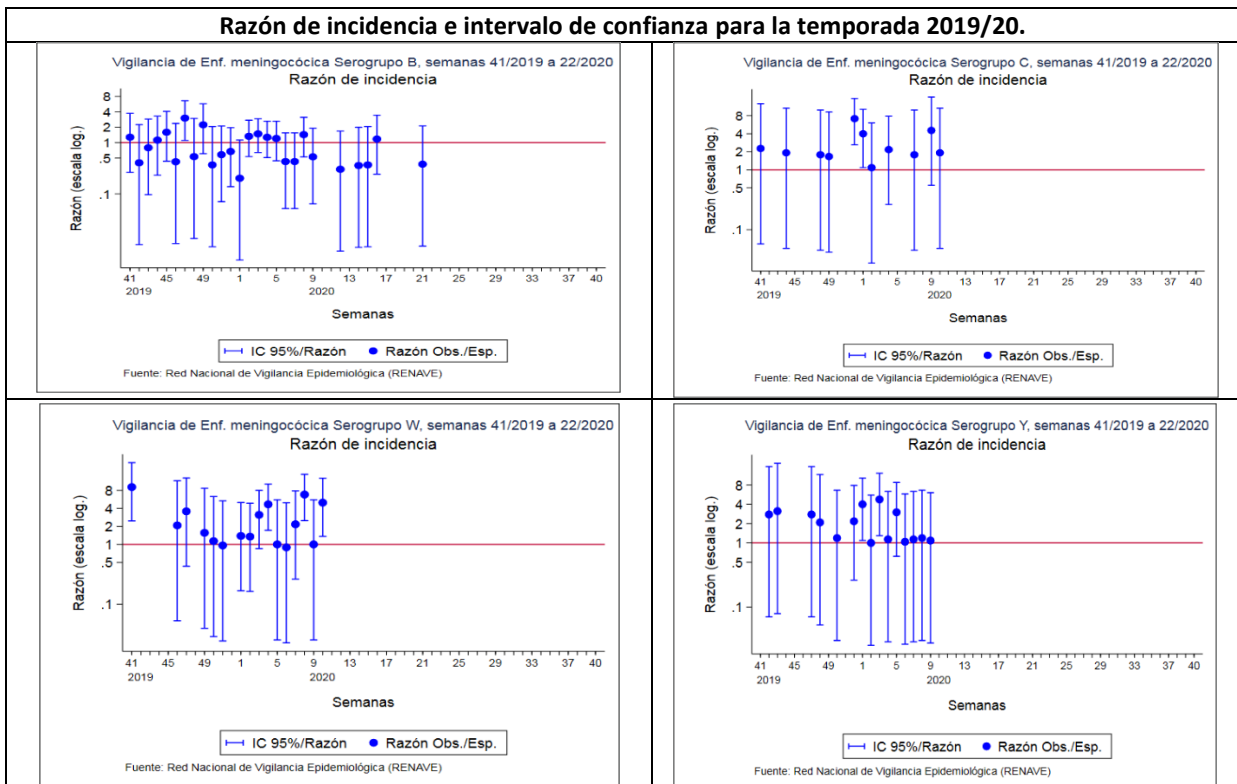 Razón de incidencia e intervalo de confianza para la temporada 2019/20.
Vigilancia de Enf. meningocócica Serogrupo B, semanas 41/2019 a 22/2020
Razón de incidencia
Razón (escala log.)
8
4
2
1
.5
.1
41 45 49 1 5 9 13 17 21 25 29 33 37 40
2019 2020
Semanas
IC 95%/Razón Razón Obs./Esp.
Fuente: Red Nacional de Vigilancia Epidemiológica (RENAVE)
Vigilancia de Enf. meningocócica Serogrupo C, semanas 41/2019 a 22/2020
Razón de incidencia
Razón (escala log.)
8
4
2
1
.5
.1
41 45 49 1 5 9 13 17 21 25 29 33 37 40
2019 2020
Semanas
IC 95%/Razón Razón Obs./Esp.
Fuente: Red Nacional de Vigilancia Epidemiológica (RENAVE)
Vigilancia de Enf. meningocócica Serogrupo W, semanas 41/2019 a 22/2020
Razón de incidencia
Razón (escala log.)
8
4
2
1
.5
.1
41 45 49 1 5 9 13 17 21 25 29 33 37 40
2019 2020
Semanas
IC 95%/Razón Razón Obs./Esp.
Fuente: Red Nacional de Vigilancia Epidemiológica (RENAVE)
Vigilancia de Enf. meningocócica Serogrupo Y, semanas 41/2019 a 22/2020
Razón de incidencia
Razón (escala log.)
8
4
2
1
.5
.1
41 45 49 1 5 9 13 17 21 25 29 33 37 40
2019 2020
Semanas
IC 95%/Razón Razón Obs./Esp.
Fuente: Red Nacional de Vigilancia Epidemiológica (RENAVE)